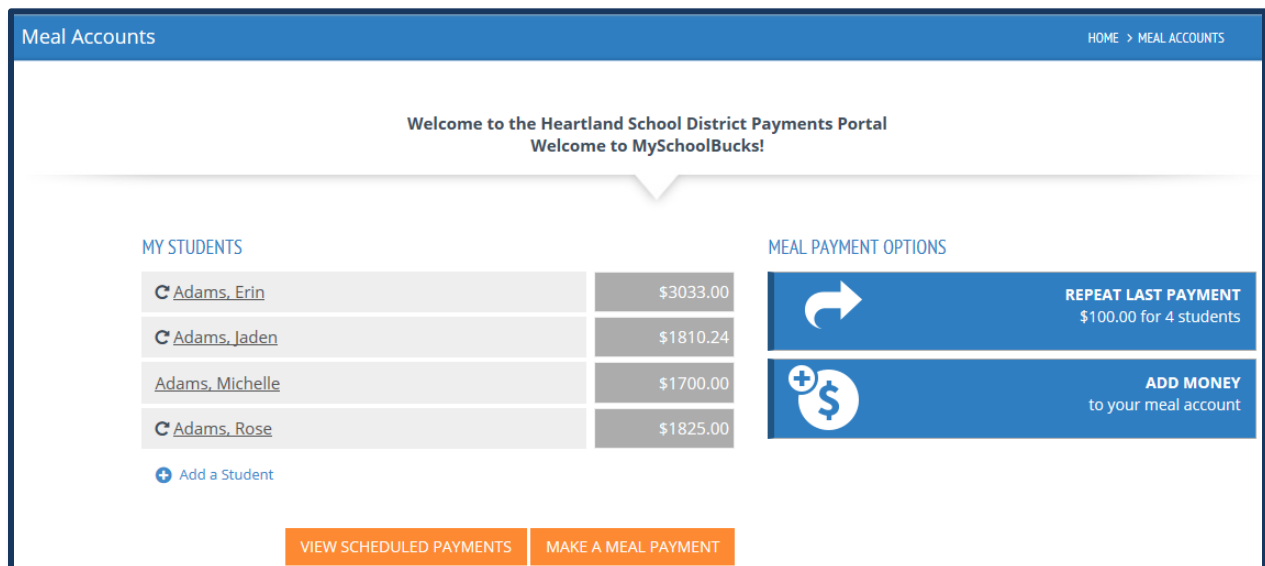 Meal Accounts
HOME > MEAL ACCOUNTS
Welcome to the Heartland School District Payments Portal
Welcome to MySchoolBucks!
MY STUDENTS
Adams, Erin $3033.00
Adams, Jaden $1810.24
Adams, Michelle $1700.00
Adams, Rose $1825.00
Add a Student
VIEW SCHEDULED PAYMENTS
MAKE A MEAL PAYMENT
MEAL PAYMENT OPTIONS
REPEAT LAST PAYMENT
$100.00 for 4 students
ADD MONEY
to your meal account